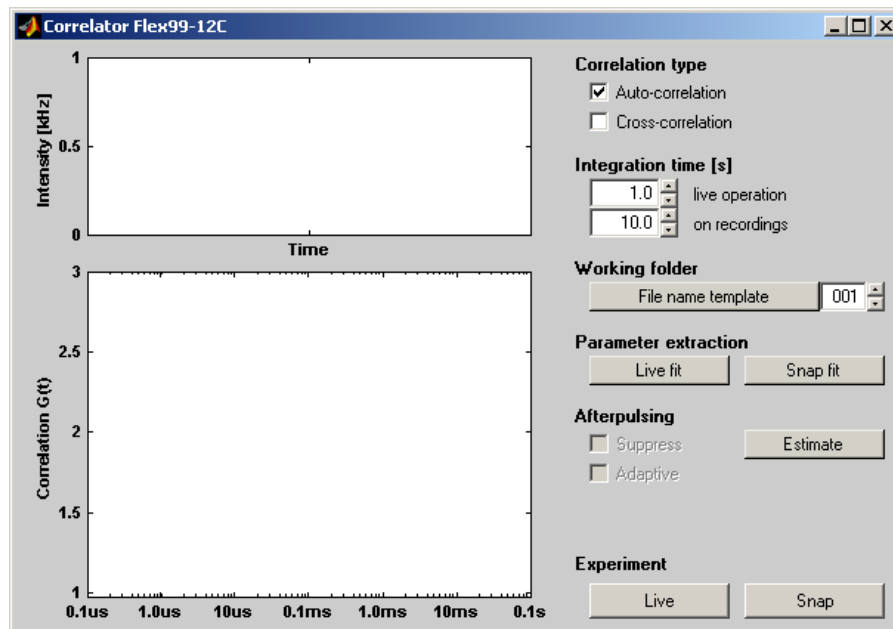 Correlator Flex99-12C
1
0.5
0
Intensity [kHz]
Time
3
2.5
2
1.5
1
Correlation G(t)
0.1us 1.0us 10us 0.1ms 1.0ms 10ms 0.1s
Correlation type
Auto-correlation
Cross-correlation
Integration time [s]
1.0 live operation
10.0 on recordings
Working folder
File name template 001
Parameter extraction
Live fit Snap fit
Afterpulsing
Suppress Estimate
Adaptive
Experiment
Live Snap